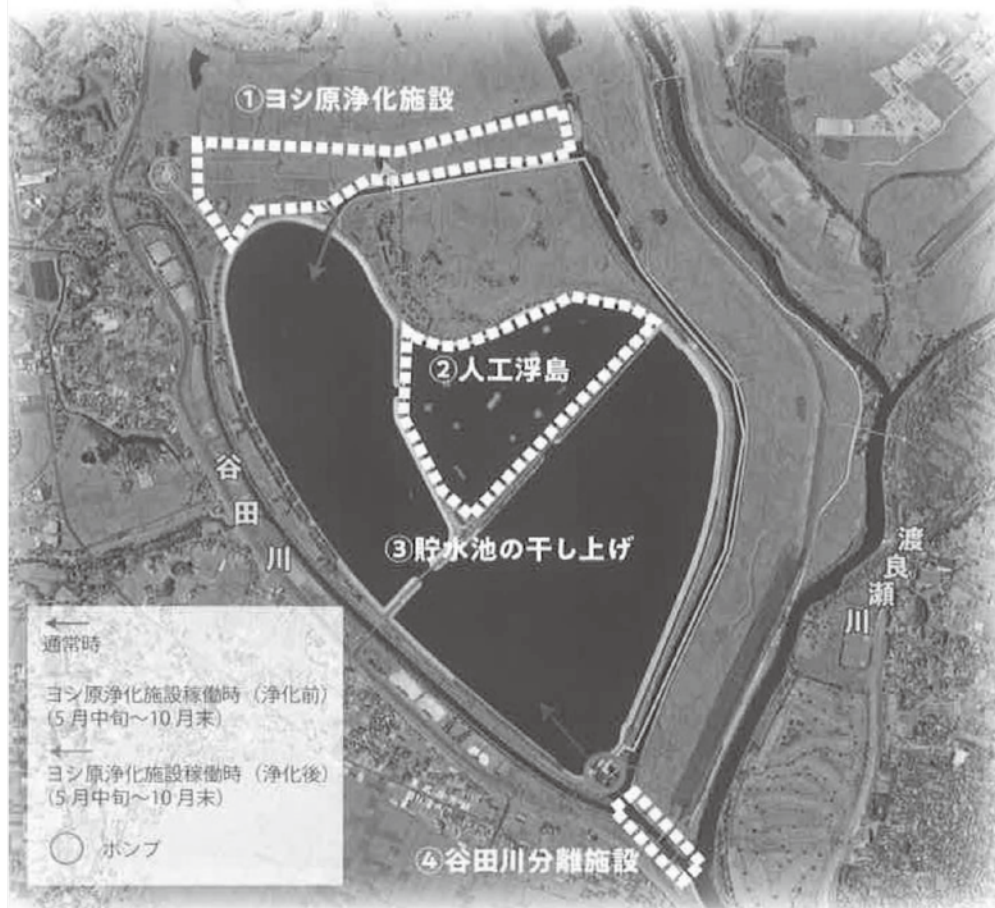 ①ヨシ原浄化施設
②人工浮島
③貯水池の干し上げ
谷田川
渡良瀬川
通常時
ヨシ原浄化施設稼働時（浄化前）
（5月中旬～10月末）
ヨシ原浄化施設稼働時（浄化後）
（5月中旬～10月末）
ポンプ
④谷田川分離施設